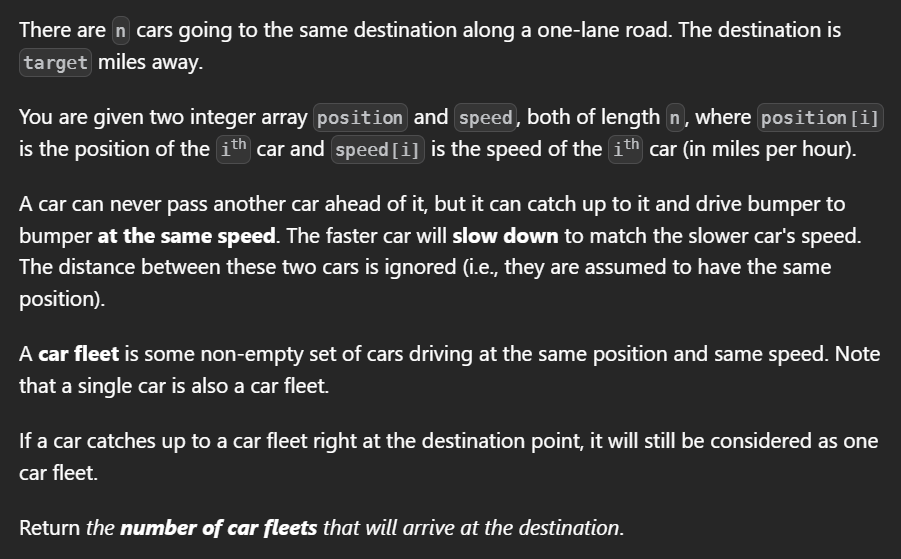 There are n cars going to the same destination along a one-lane road. The destination is
target miles away.
You are given two integer array position and speed, both of length n, where position[i]
is the position of the ith car and speed[i] is the speed of the ith car (in miles per hour).
A car can never pass another car ahead of it, but it can catch up to it and drive bumper to
bumper at the same speed. The faster car will slow down to match the slower car's speed.
The distance between these two cars is ignored (i.e., they are assumed to have the same
position).
A car fleet is some non-empty set of cars driving at the same position and same speed. Note
that a single car is also a car fleet.
If a car catches up to a car fleet right at the destination point, it will still be considered as one
car fleet.
Return the number of car fleets that will arrive at the destination.